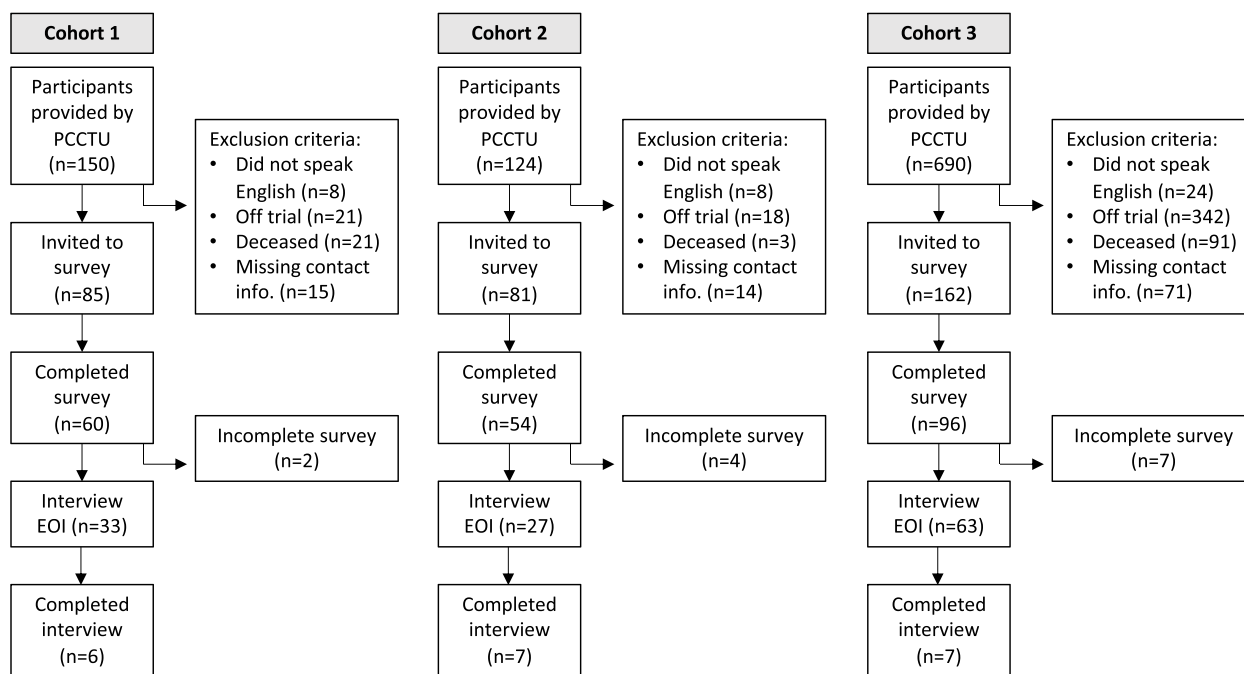 Cohort 1
Participants
provided by
PCCTU
(n=150)
Exclusion criteria:
• Did not speak
English (n=8)
• Off trial (n=21)
• Deceased (n=21)
• Missing contact
info. (n=15)
Invited to
survey
(n=85)
Completed
survey
(n=60)
Incomplete survey
(n=2)
Interview
EOI (n=33)
Completed
interview
(n=6)
Cohort 2
Participants
provided by
PCCTU
(n=124)
Exclusion criteria:
• Did not speak
English (n=8)
• Off trial (n=18)
• Deceased (n=3)
• Missing contact
info. (n=14)
Invited to
survey
(n=81)
Completed
survey
(n=54)
Incomplete survey
(n=4)
Interview
EOI (n=27)
Completed
interview
(n=7)
Cohort 3
Participants
provided by
PCCTU
(n=690)
Exclusion criteria:
• Did not speak
English (n=24)
• Off trial (n=342)
• Deceased (n=91)
• Missing contact
info. (n=71)
Invited to
survey
(n=162)
Completed
survey
(n=96)
Incomplete survey
(n=7)
Interview
EOI (n=63)
Completed
interview
(n=7)